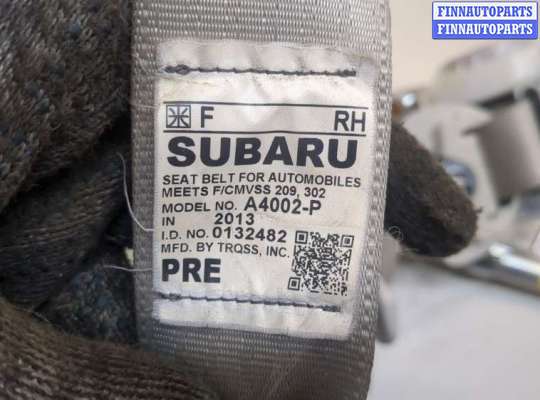 FINNAUTOPARTS
FINNAUTOPARTS
F RH
SUBARU
SEAT BELT FOR AUTOMOBILES
MEETS F/CMVSS 209, 302
MODEL NO. A4002-P
IN 2013
I.D. NO. 0132482
MFD. BY TRQSS, INC.
PRE